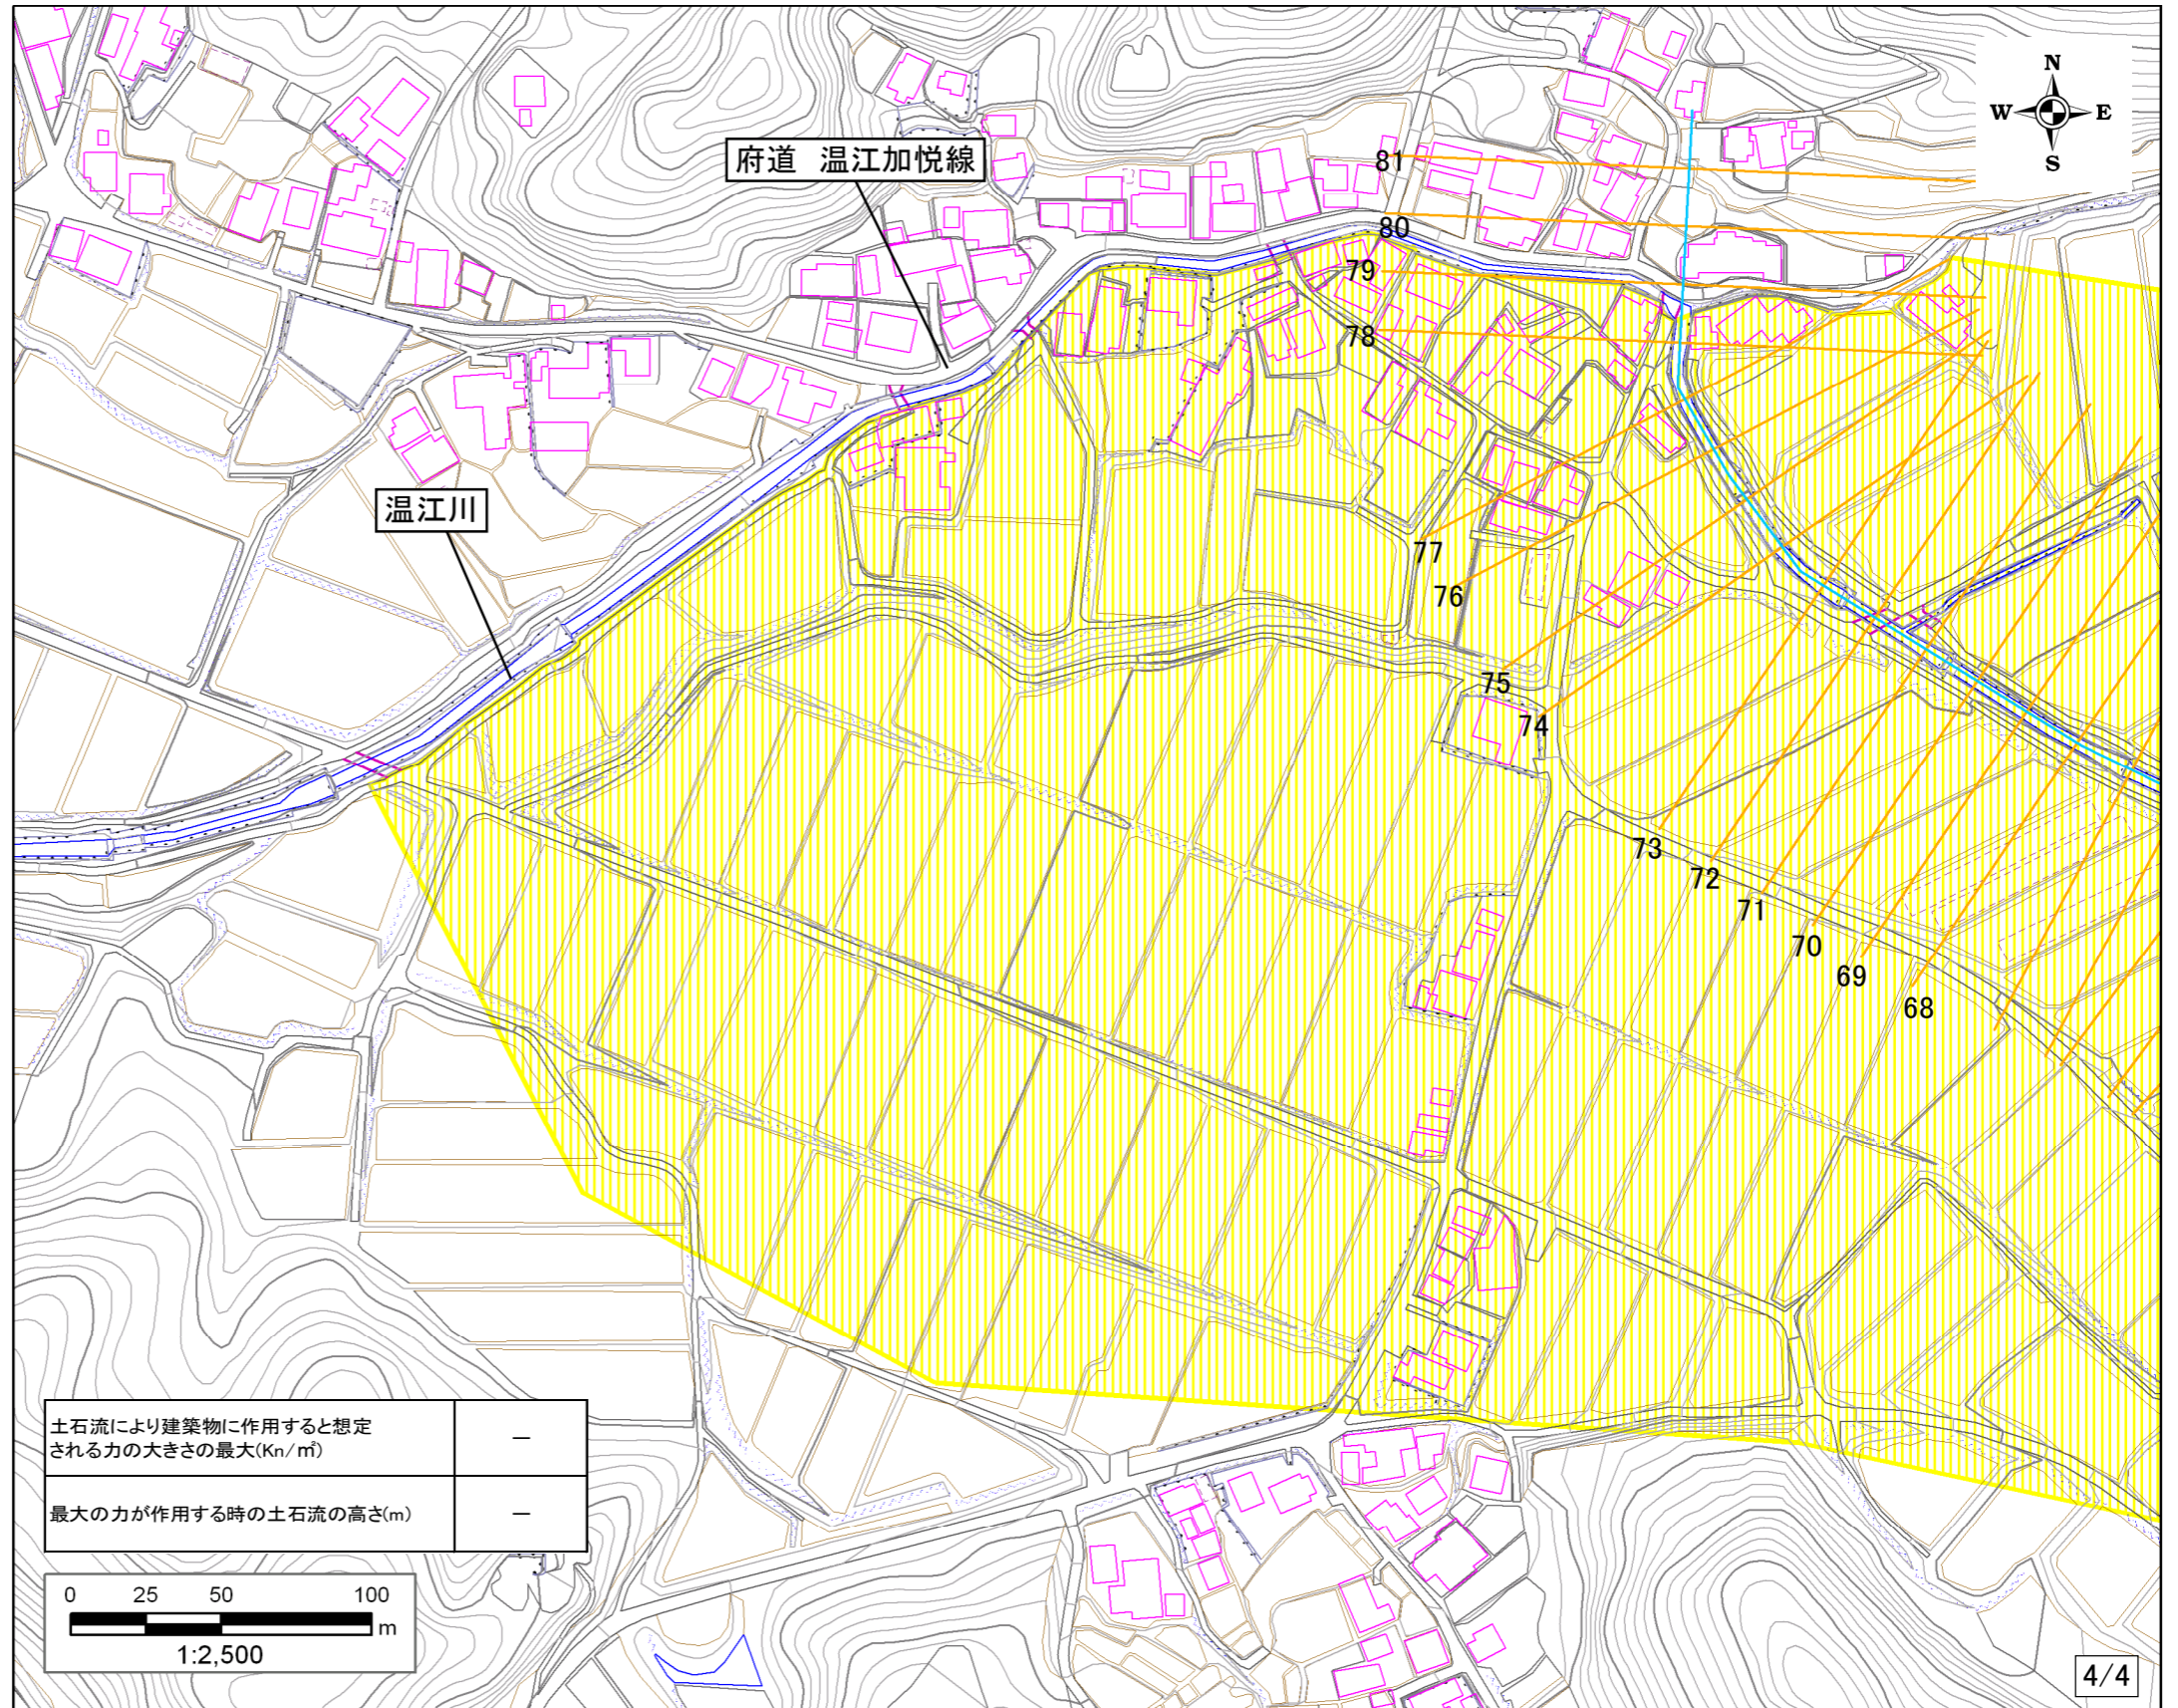 N
W E
S
府道 温江加悦線
81
80
79
78
温江川
77
76
75
74
73
72
71
70
69
68
土石流により建築物に作用すると想定
される力の大きさの最大(Kn/㎡)
－
最大の力が作用する時の土石流の高さ(m)
－
0 25 50 100
m
1:2,500
4/4